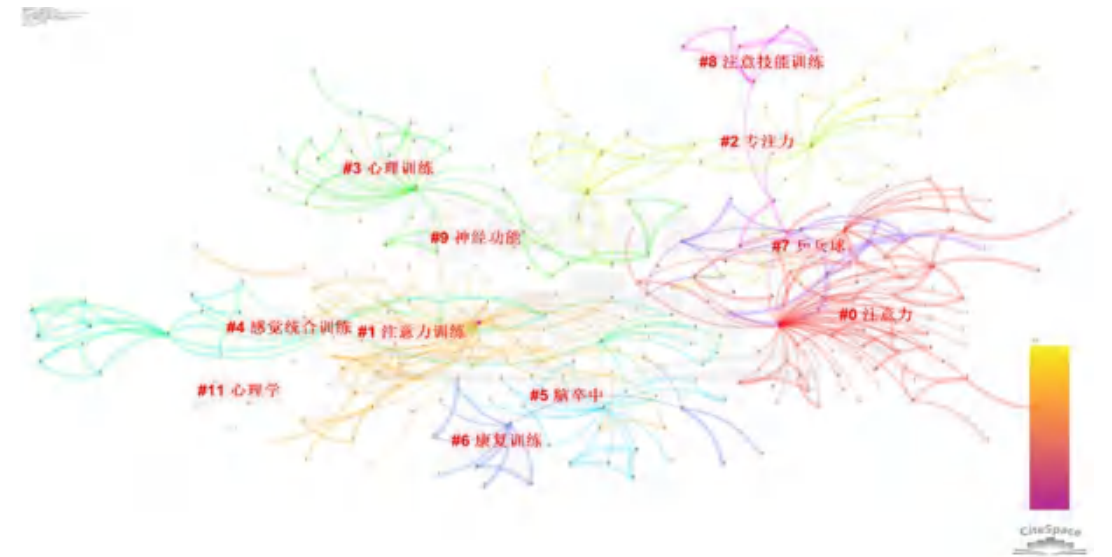 #8 注意技能训练
#2 专注力
#3 心理训练
#9 神经功能
#7 乒乓球
#0 注意力
#4 感觉统合训练
#1 注意力训练
#11 心理学
#5 脑卒中
#6 康复训练
CiteSpace